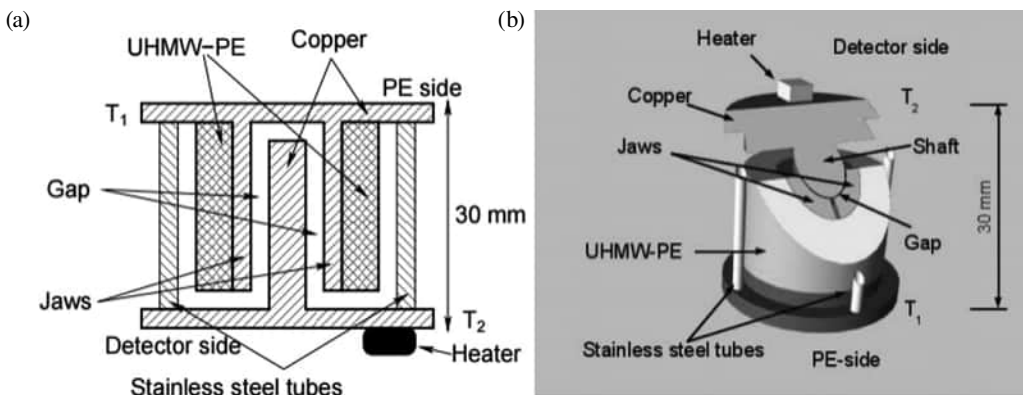 (a)
Copper
UHMW-PE
PE side
T1
Gap
30 mm
Jaws
T2
Detector side
Heater
Stainless steel tubes
(b)
Heater
Detector side
Copper
T2
Jaws
Shaft
30 mm
Gap
UHMW-PE
T1
Stainless steel tubes
PE-side